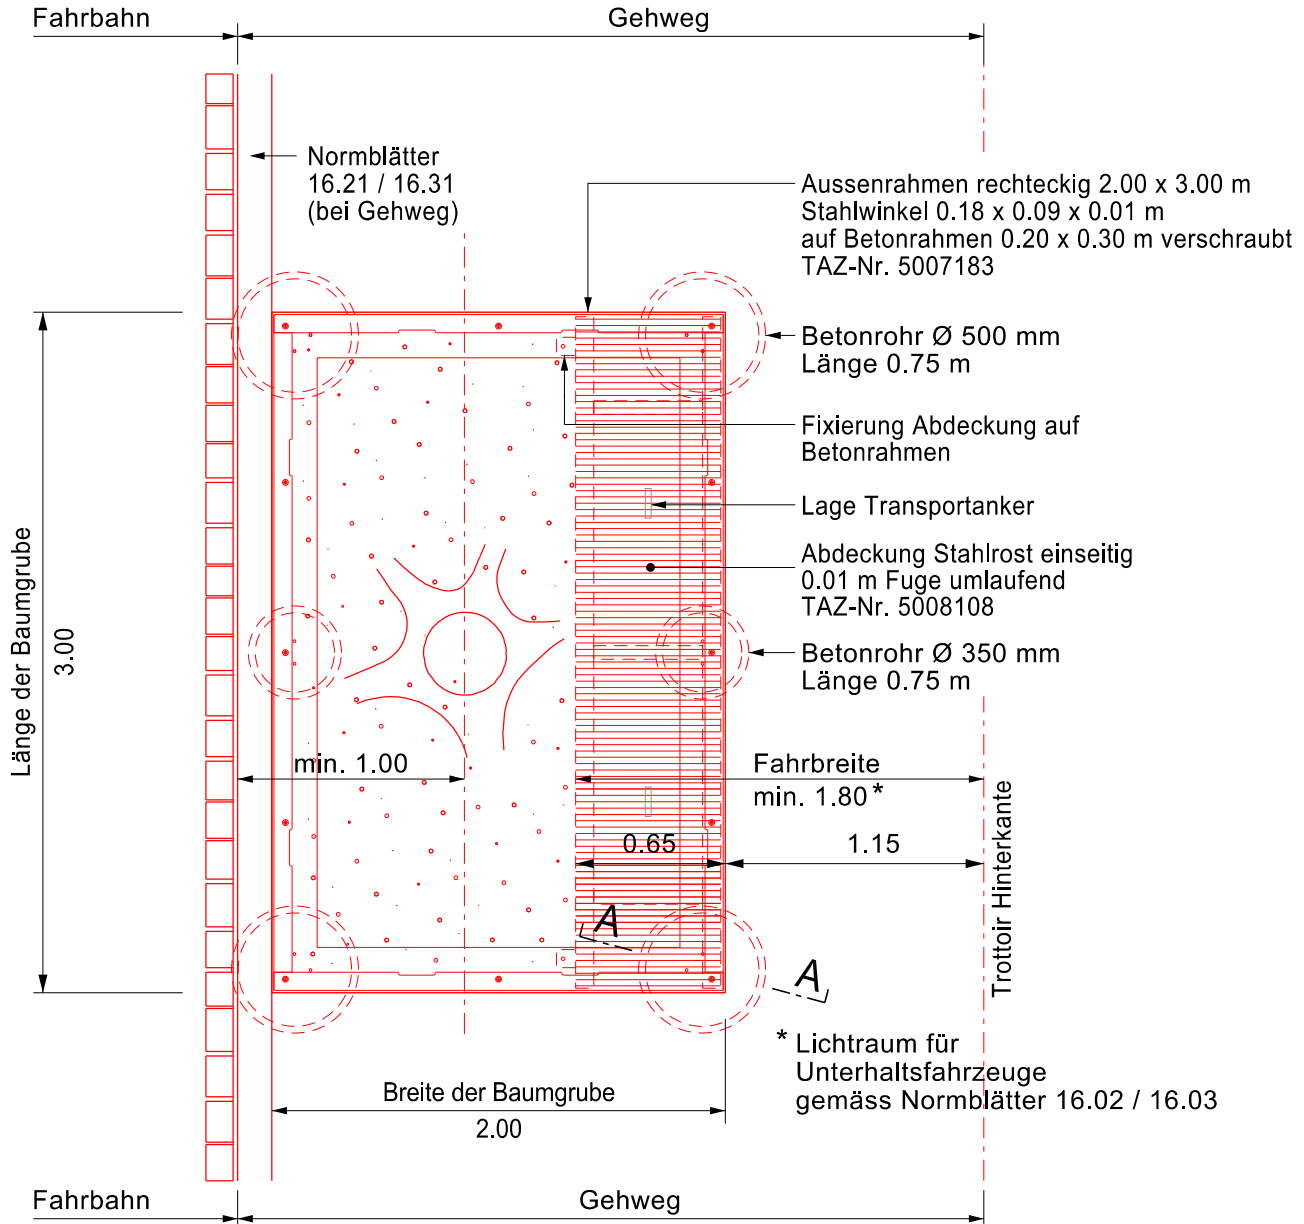 Fahrbahn
Gehweg
Normblätter
16.21 / 16.31
(bei Gehweg)
Aussenrahmen rechteckig 2.00 x 3.00 m
Stahlwinkel 0.18 x 0.09 x 0.01 m
auf Betonrahmen 0.20 x 0.30 m verschraubt
TAZ-Nr. 5007183
Betonrohr Ø 500 mm
Länge 0.75 m
Fixierung Abdeckung auf
Betonrahmen
Lage Transportanker
Abdeckung Stahlrost einseitig
0.01 m Fuge umlaufend
TAZ-Nr. 5008108
Betonrohr Ø 350 mm
Länge 0.75 m
Länge der Baumgrube
3.00
min. 1.00
Fahrbreite
min. 1.80 *
0.65
1.15
Trottoir Hinterkante
A
A
* Lichtraum für
Unterhaltsfahrzeuge
gemäss Normblätter 16.02 / 16.03
Breite der Baumgrube
2.00
Fahrbahn
Gehweg